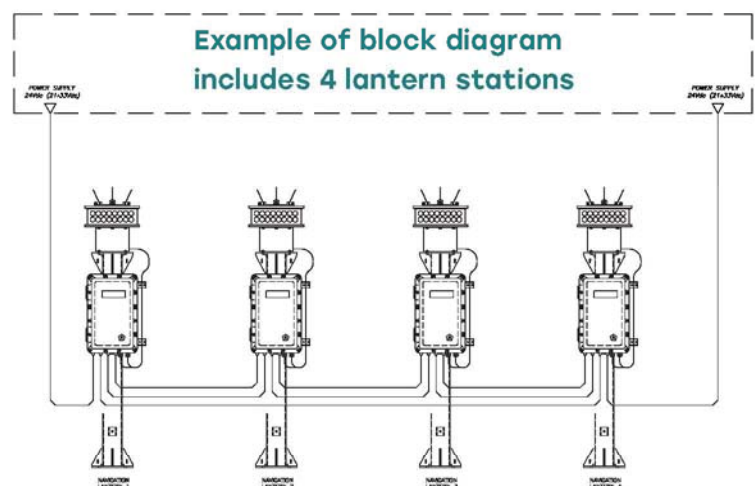 Example of block diagram
includes 4 lantern stations
POWER SUPPLY
24Vdc (21÷33Vdc)
POWER SUPPLY
24Vdc (21÷33Vdc)
NAVIGATION
NAVIGATION
NAVIGATION
NAVIGATION